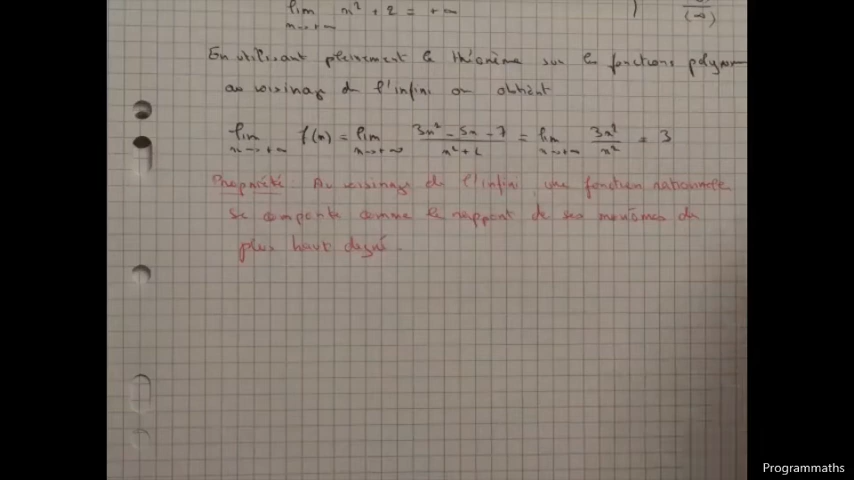 lim x² + 2 = +∞ ) (∞)
x→+∞
En utilisant pleinement le théorème sur les fonctions polynom
au voisinage de l'infini on obtient
lim f(x) = lim 3x² - 5x - 7 / x² + 2 = lim 3x² / x² = 3
x→+∞ x→+∞ x→+∞
Propriété: Au voisinage de l'infini, une fonction rationnelle
se comporte comme le rapport de ses monômes de
plus haut degré.
Programmaths